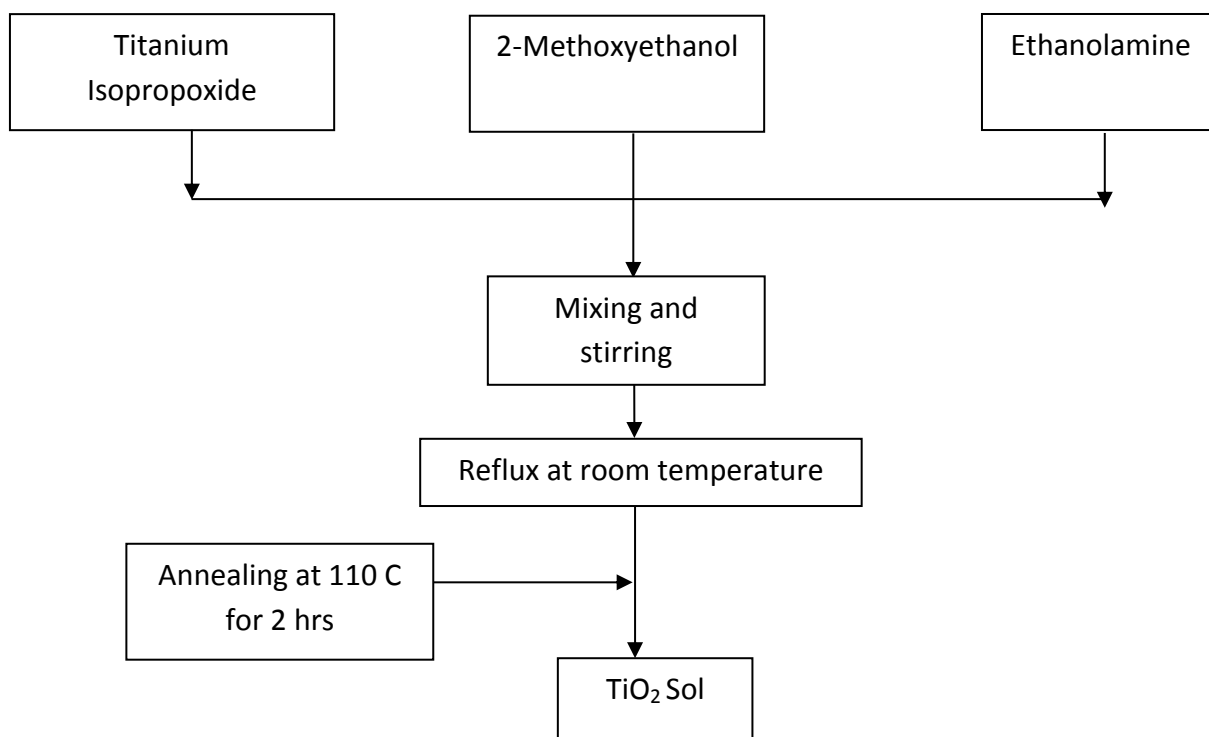 Titanium
Isopropoxide
2-Methoxyethanol
Ethanolamine
Mixing and
stirring
Reflux at room temperature
Annealing at 110 C
for 2 hrs
TiO₂ Sol